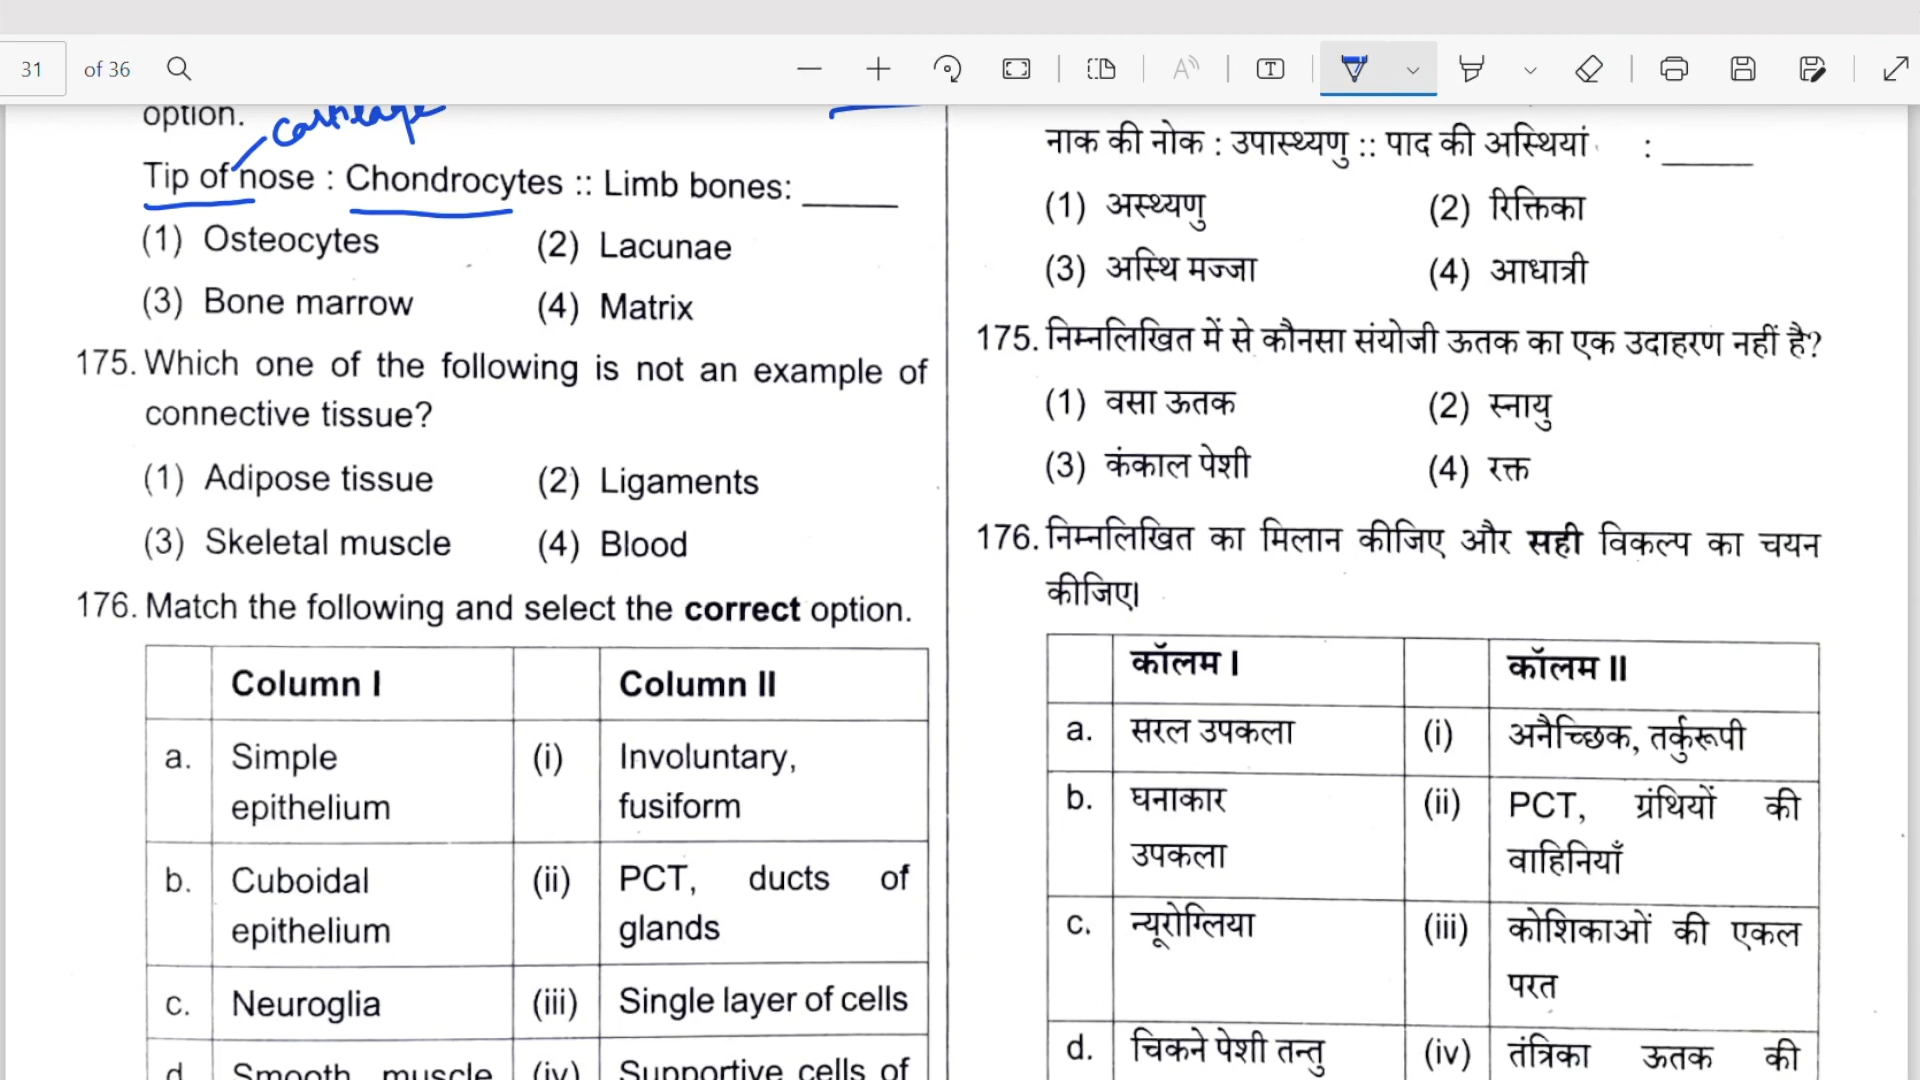 31 of 36
option.
cartilage
Tip of nose : Chondrocytes :: Limb bones: _____
(1) Osteocytes (2) Lacunae
(3) Bone marrow (4) Matrix
175. Which one of the following is not an example of
connective tissue?
(1) Adipose tissue (2) Ligaments
(3) Skeletal muscle (4) Blood
176. Match the following and select the correct option.
Column I Column II
a. Simple (i) Involuntary,
epithelium fusiform
b. Cuboidal (ii) PCT, ducts of
epithelium glands
c. Neuroglia (iii) Single layer of cells
d. Smooth muscle (iv) Supportive cells of
नाक की नोक : उपास्थ्यणु :: पाद की अस्थियां : _____
(1) अस्थ्यणु (2) रिक्तिका
(3) अस्थि मज्जा (4) आधात्री
175. निम्नलिखित में से कौनसा संयोजी ऊतक का एक उदाहरण नहीं है?
(1) वसा ऊतक (2) स्नायु
(3) कंकाल पेशी (4) रक्त
176. निम्नलिखित का मिलान कीजिए और सही विकल्प का चयन
कीजिए।
कॉलम I कॉलम II
a. सरल उपकला (i) अनैच्छिक, तर्कुरूपी
b. घनाकार (ii) PCT, ग्रंथियों की
उपकला वाहिनियाँ
c. न्यूरोग्लिया (iii) कोशिकाओं की एकल
परत
d. चिकने पेशी तन्तु (iv) तंत्रिका ऊतक की